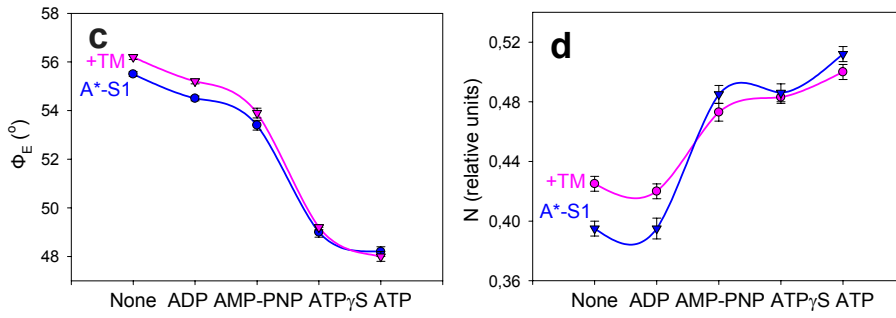 c
58
56
54
52
50
48
Φ_E (°)
+TM
A*-S1
None ADP AMP-PNP ATPγS ATP
d
0,52
0,48
0,44
0,40
0,36
N (relative units)
+TM
A*-S1
None ADP AMP-PNP ATPγS ATP